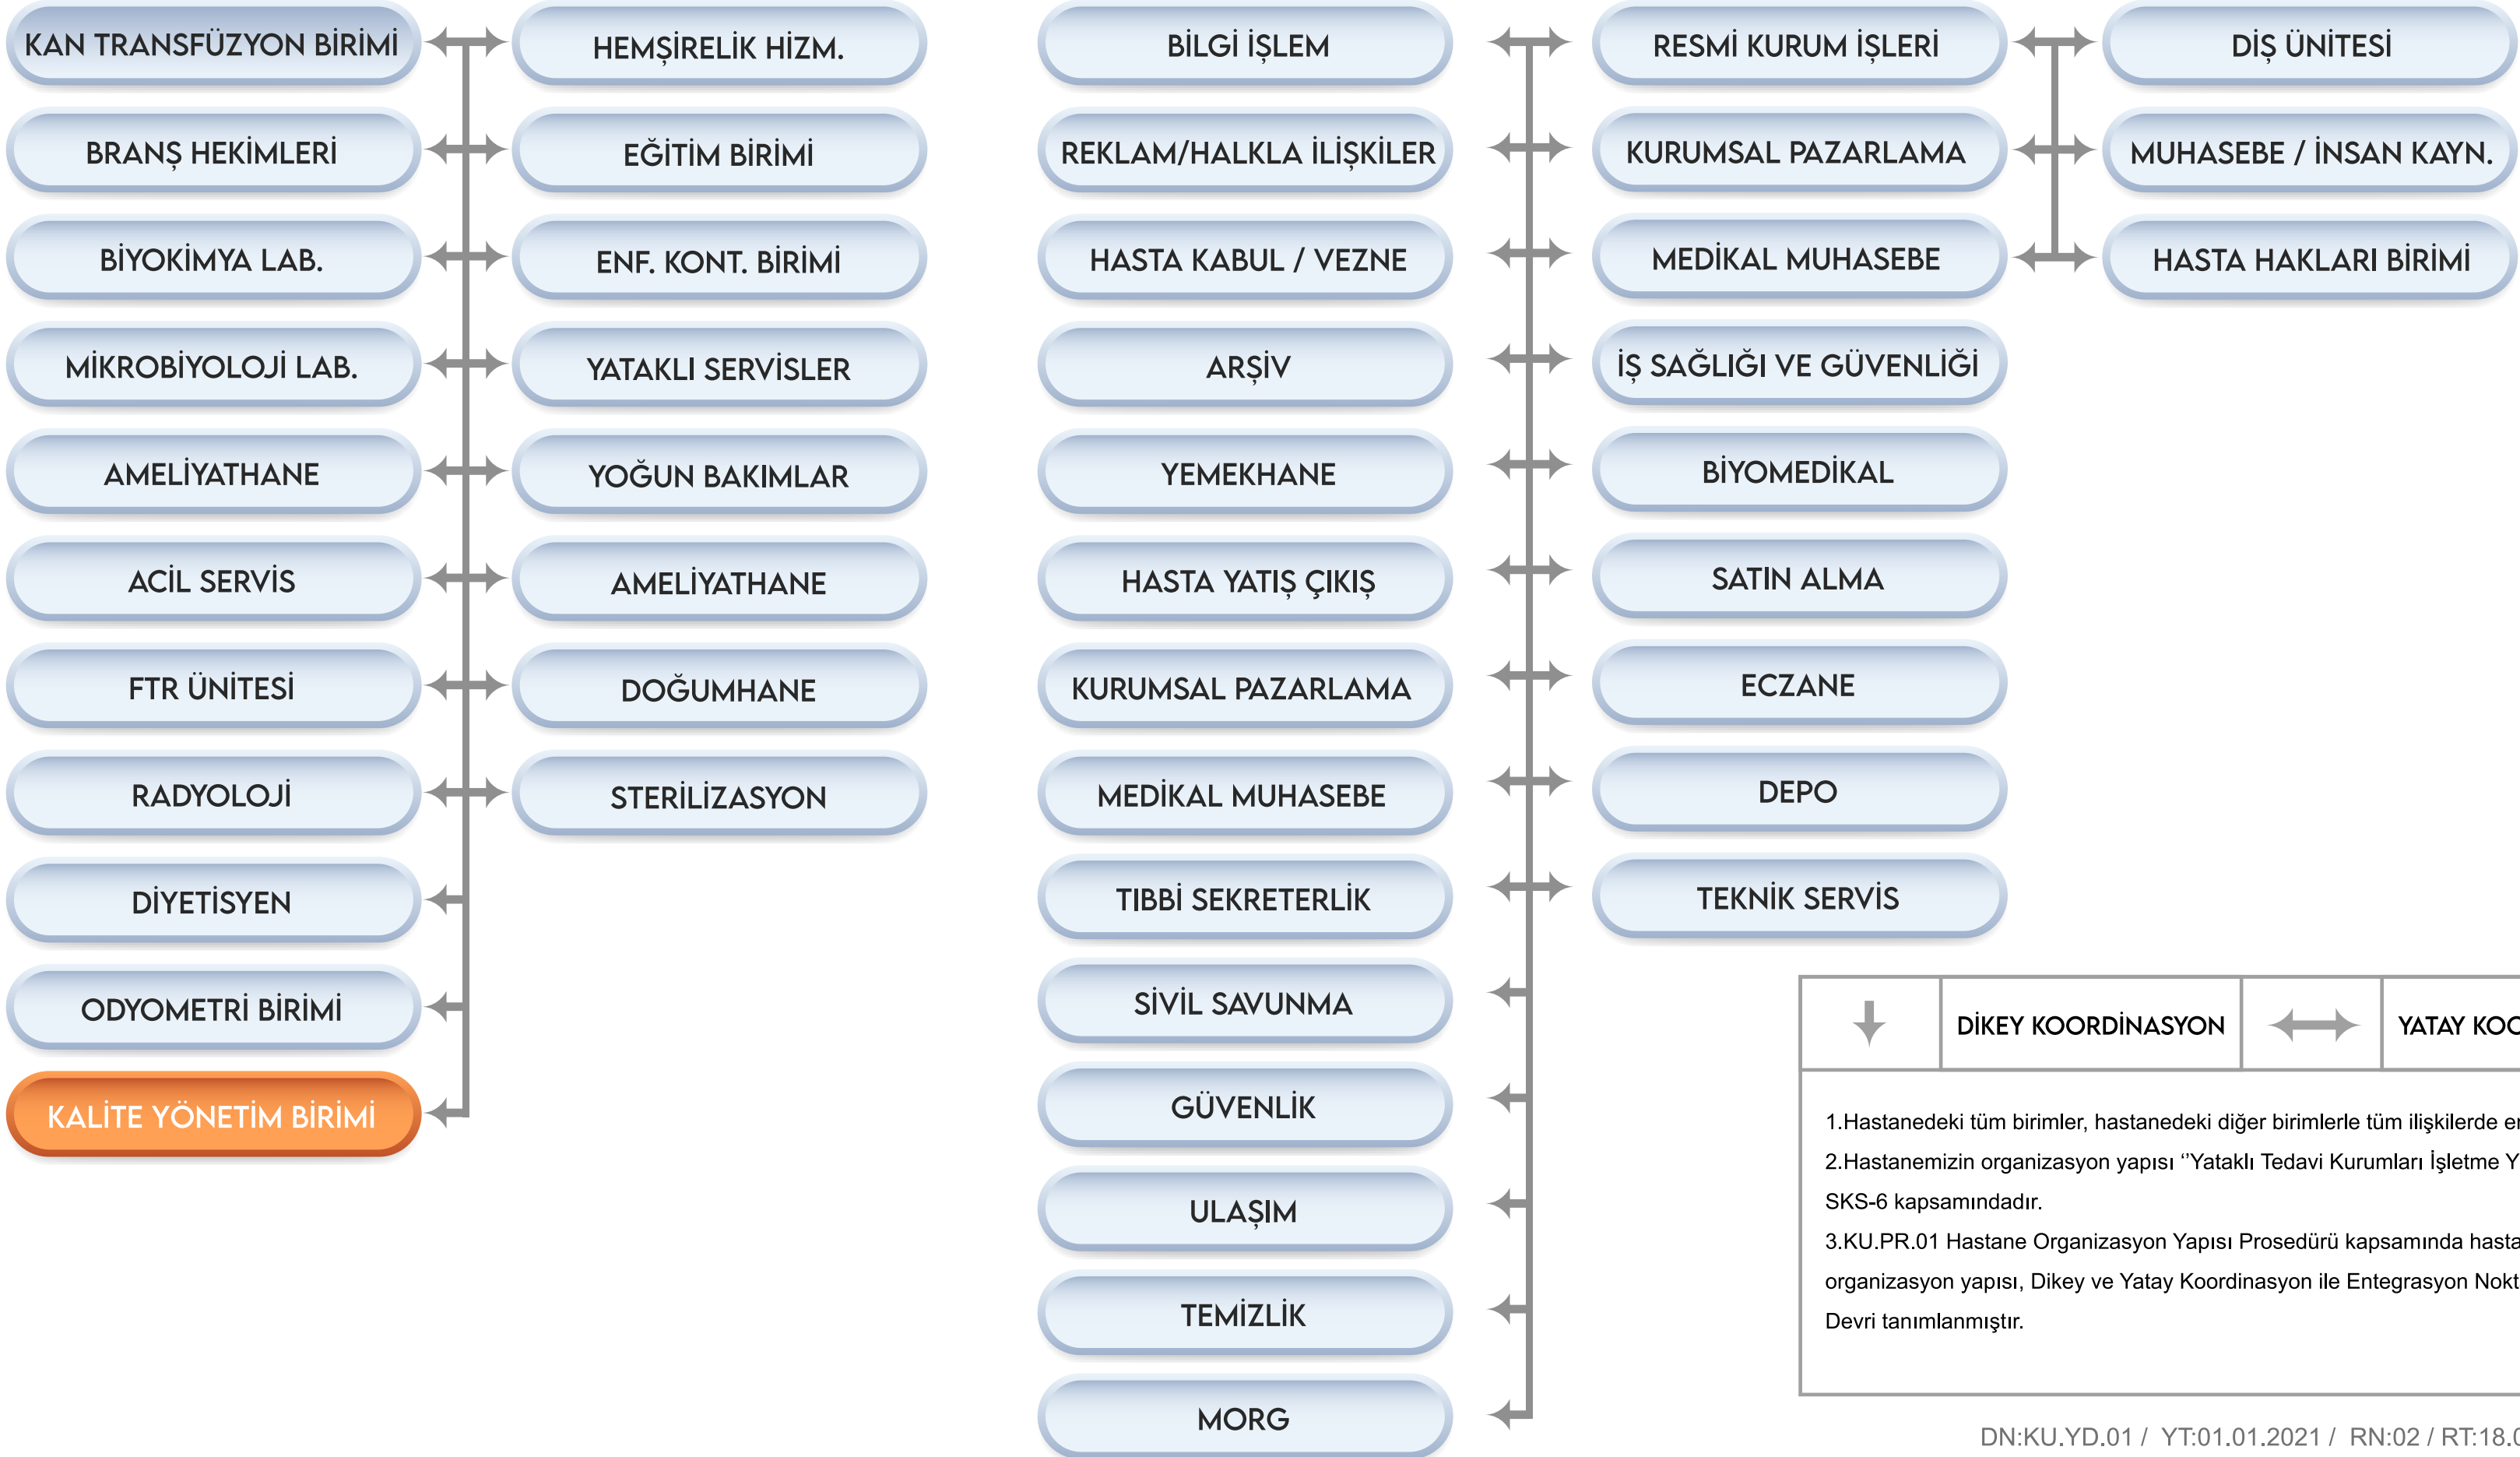 KAN TRANSFÜZYON BİRİMİ
BRANŞ HEKİMLERİ
BİYOKİMYA LAB.
MİKROBİYOLOJİ LAB.
AMELİYATHANE
ACİL SERVİS
FTR ÜNİTESİ
RADYOLOJİ
DİYETİSYEN
ODYOMETRİ BİRİMİ
KALİTE YÖNETİM BİRİMİ
HEMŞİRELİK HİZM.
EĞİTİM BİRİMİ
ENF. KONT. BİRİMİ
YATAKLI SERVİSLER
YOĞUN BAKIMLAR
AMELİYATHANE
DOĞUMHANE
STERİLİZASYON
BİLGİ İŞLEM
REKLAM/HALKLA İLİŞKİLER
HASTA KABUL / VEZNE
ARŞİV
YEMEKHANE
HASTA YATIŞ ÇIKIŞ
KURUMSAL PAZARLAMA
MEDİKAL MUHASEBE
TIBBİ SEKRETERLİK
SİVİL SAVUNMA
GÜVENLİK
ULAŞIM
TEMİZLİK
MORG
RESMİ KURUM İŞLERİ
KURUMSAL PAZARLAMA
MEDİKAL MUHASEBE
İŞ SAĞLIĞI VE GÜVENLİĞİ
BİYOMEDİKAL
SATIN ALMA
ECZANE
DEPO
TEKNİK SERVİS
DİŞ ÜNİTESİ
MUHASEBE / İNSAN KAYN.
HASTA HAKLARI BİRİMİ
DİKEY KOORDİNASYON
YATAY
1.Hastanedeki tüm birimler, hastanedeki diğer birimlerle tüm ilişkilerde
2.Hastanemizin organizasyon yapısı ‘’Yataklı Tedavi Kurumları İşletme
SKS-6 kapsamındadır.
3.KU.PR.01 Hastane Organizasyon Yapısı Prosedürü kapsamında
organizasyon yapısı, Dikey ve Yatay Koordinasyon ile Entegrasyon
Devri tanımlanmıştır.
DN:KU.YD.01 / YT:01.01.2021 / RN:02 /